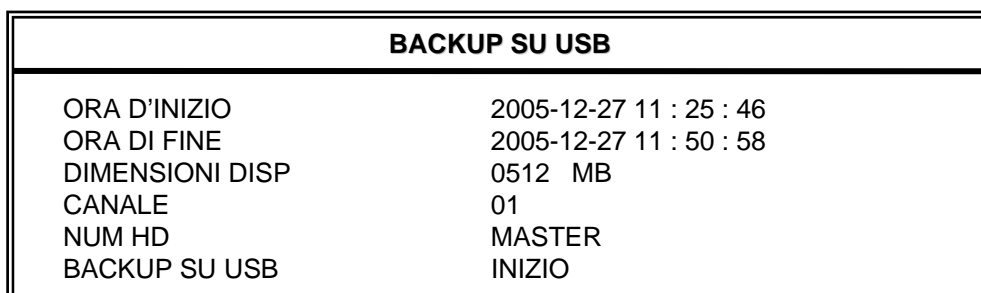 BACKUP SU USB
ORA D'INIZIO 2005-12-27 11 : 25 : 46
ORA DI FINE 2005-12-27 11 : 50 : 58
DIMENSIONI DISP 0512 MB
CANALE 01
NUM HD MASTER
BACKUP SU USB INIZIO